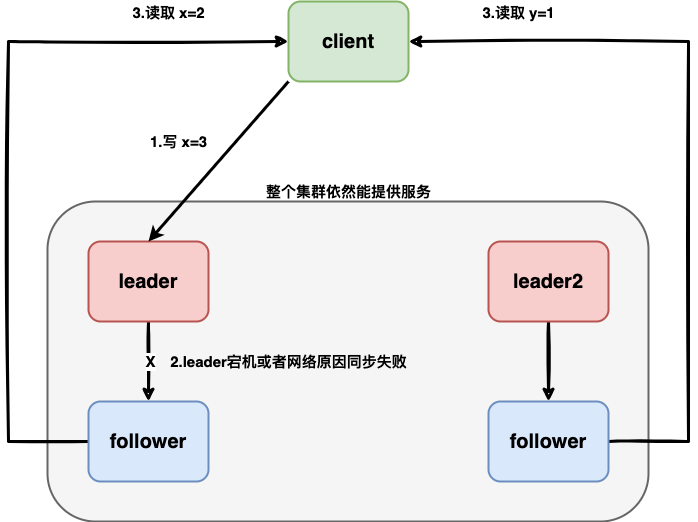 3.读取 x=2
3.读取 y=1
client
1.写 x=3
整个集群依然能提供服务
leader
leader2
X
2.leader宕机或者网络原因同步失败
follower
follower